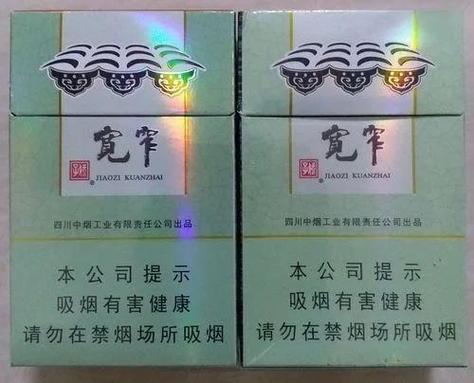 宽窄
JIAOZI KUANZHAI
四川中烟工业有限责任公司出品
本公司提示
吸烟有害健康
请勿在禁烟场所吸烟
宽窄
JIAOZI KUANZHAI
四川中烟工业有限责任公司出品
本公司提示
吸烟有害健康
请勿在禁烟场所吸烟